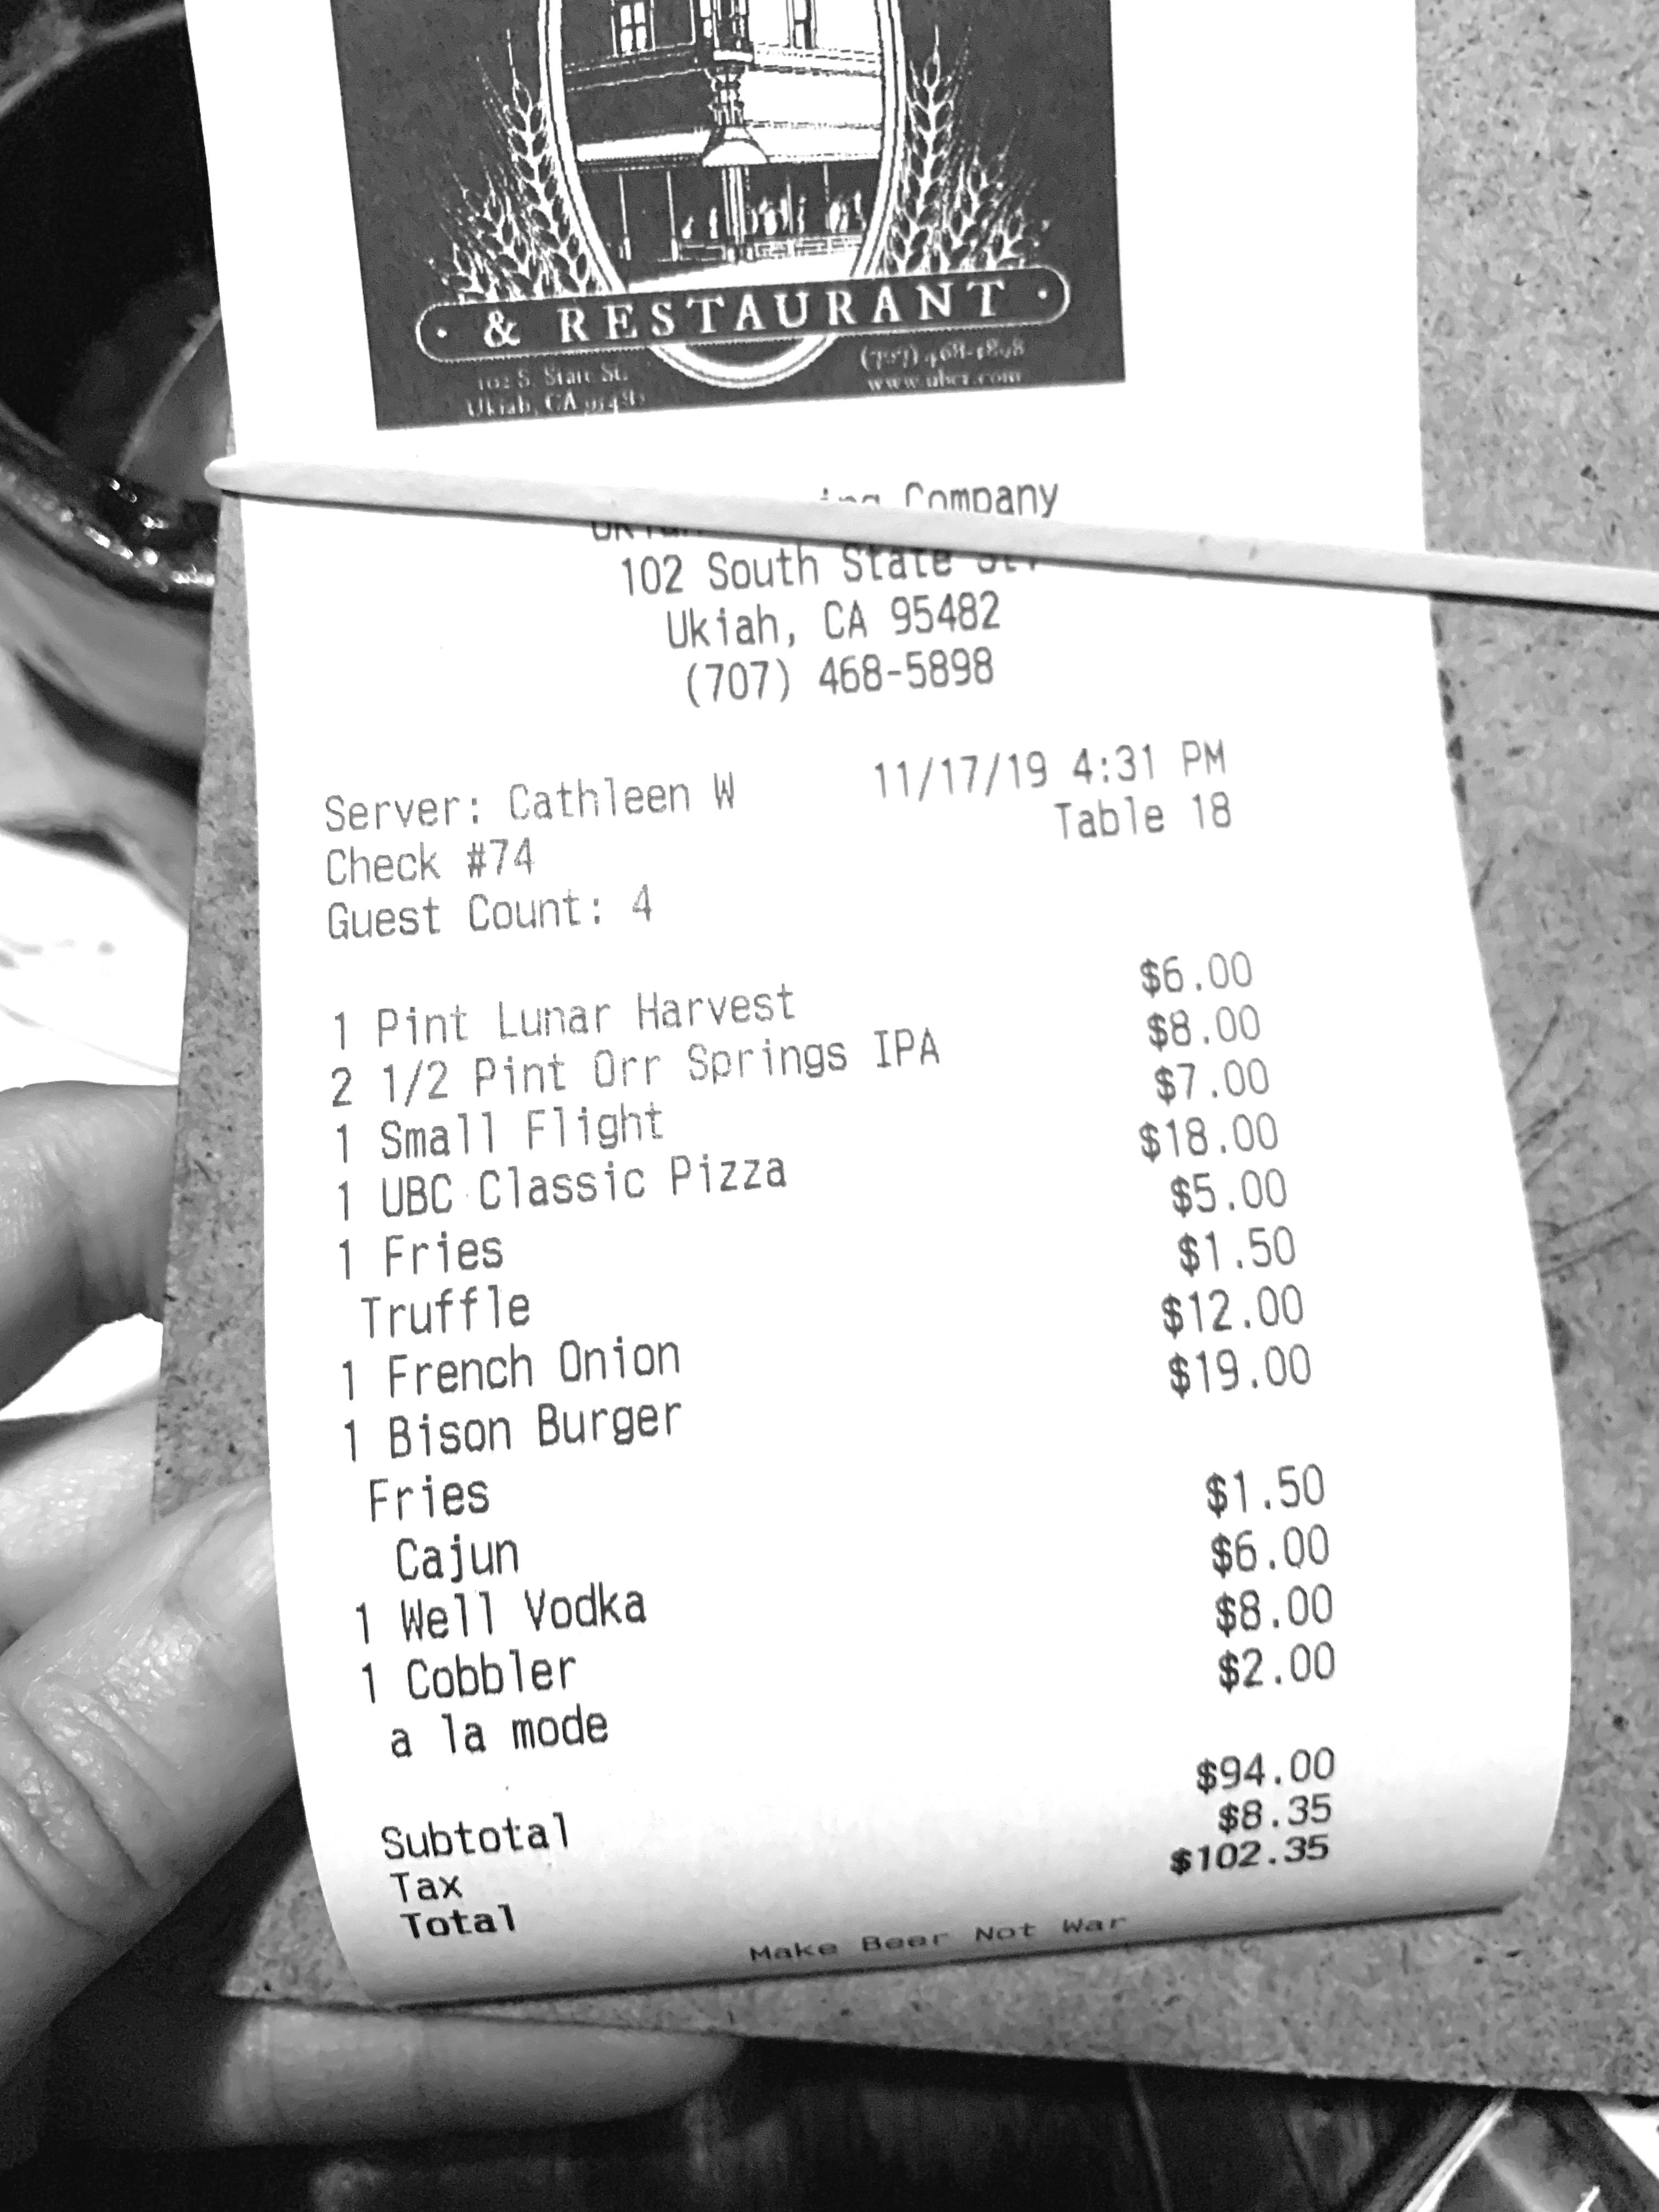 · & RESTAURANT ·
102 S. State St. (707) 468-5898
Ukiah, CA 95482 www.ubcr.com
Company
102 South State St.
Ukiah, CA 95482
(707) 468-5898
Server: Cathleen W 11/17/19 4:31 PM
Check #74 Table 18
Guest Count: 4
1 Pint Lunar Harvest $6.00
2 1/2 Pint Orr Springs IPA $8.00
1 Small Flight $7.00
1 UBC Classic Pizza $18.00
1 Fries $5.00
Truffle $1.50
1 French Onion $12.00
1 Bison Burger $19.00
Fries
Cajun $1.50
1 Well Vodka $6.00
1 Cobbler $8.00
a la mode $2.00
Subtotal $94.00
Tax $8.35
Total $102.35
Make Beer Not War